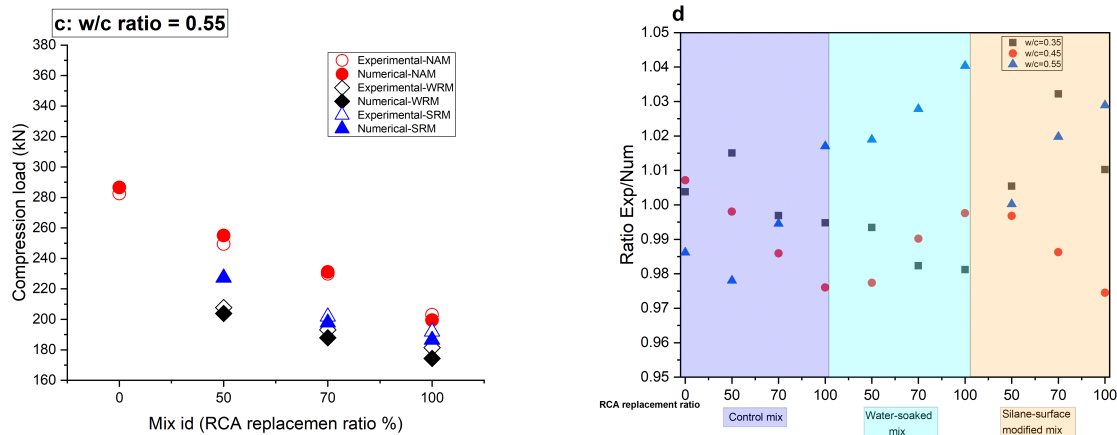 c: w/c ratio = 0.55
380
360
340
320
300
280
260
240
220
200
180
160
Compression load (kN)
Experimental-NAM
Numerical-NAM
Experimental-WRM
Numerical-WRM
Experimental-SRM
Numerical-SRM
0 50 70 100
Mix id (RCA replacemen ratio %)
d
1.05
1.04
1.03
1.02
1.01
1.00
0.99
0.98
0.97
0.96
0.95
Ratio Exp/Num
w/c=0.35
w/c=0.45
w/c=0.55
0 50 70 100 50 70 100 50 70 100
RCA replacement ratio
Control mix
Water-soaked
mix
Silane-surface
modified mix